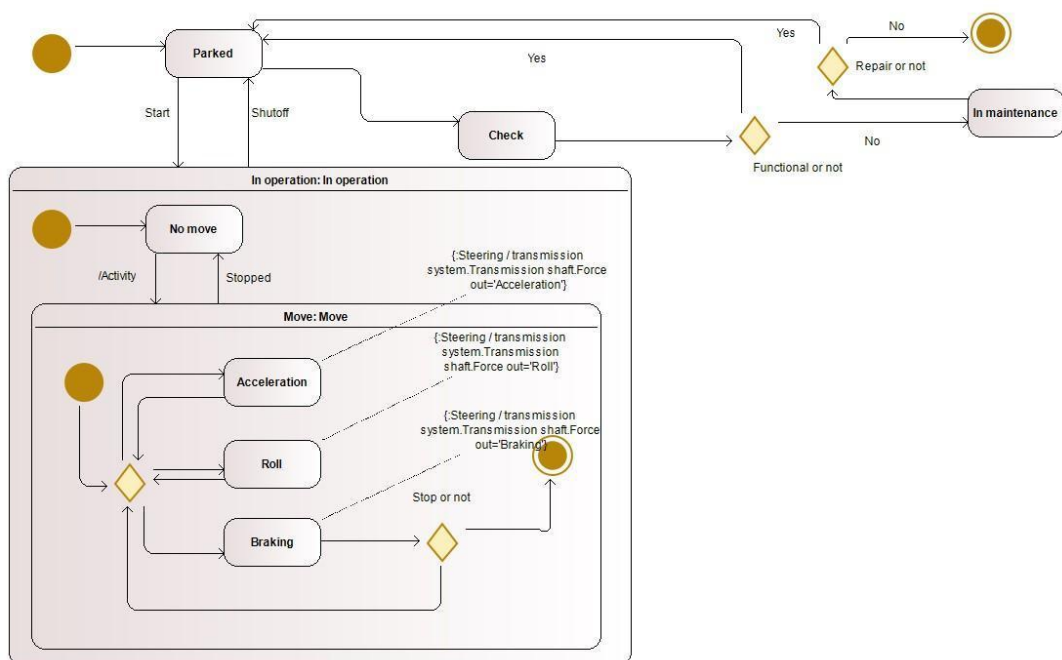 No
Yes
Parked
Yes
Repair or not
Start
Shutoff
In maintenance
Check
No
Functional or not
In operation: In operation
No move
{:Steering / transmission
system.Transmission shaft.Force
out='Acceleration'}
/Activity
Stopped
Move: Move
{:Steering / transmission
system.Transmission
shaft.Force out='Roll'}
Acceleration
{:Steering / transmission
system.Transmission shaft.Force
out='Braking'}
Roll
Stop or not
Braking